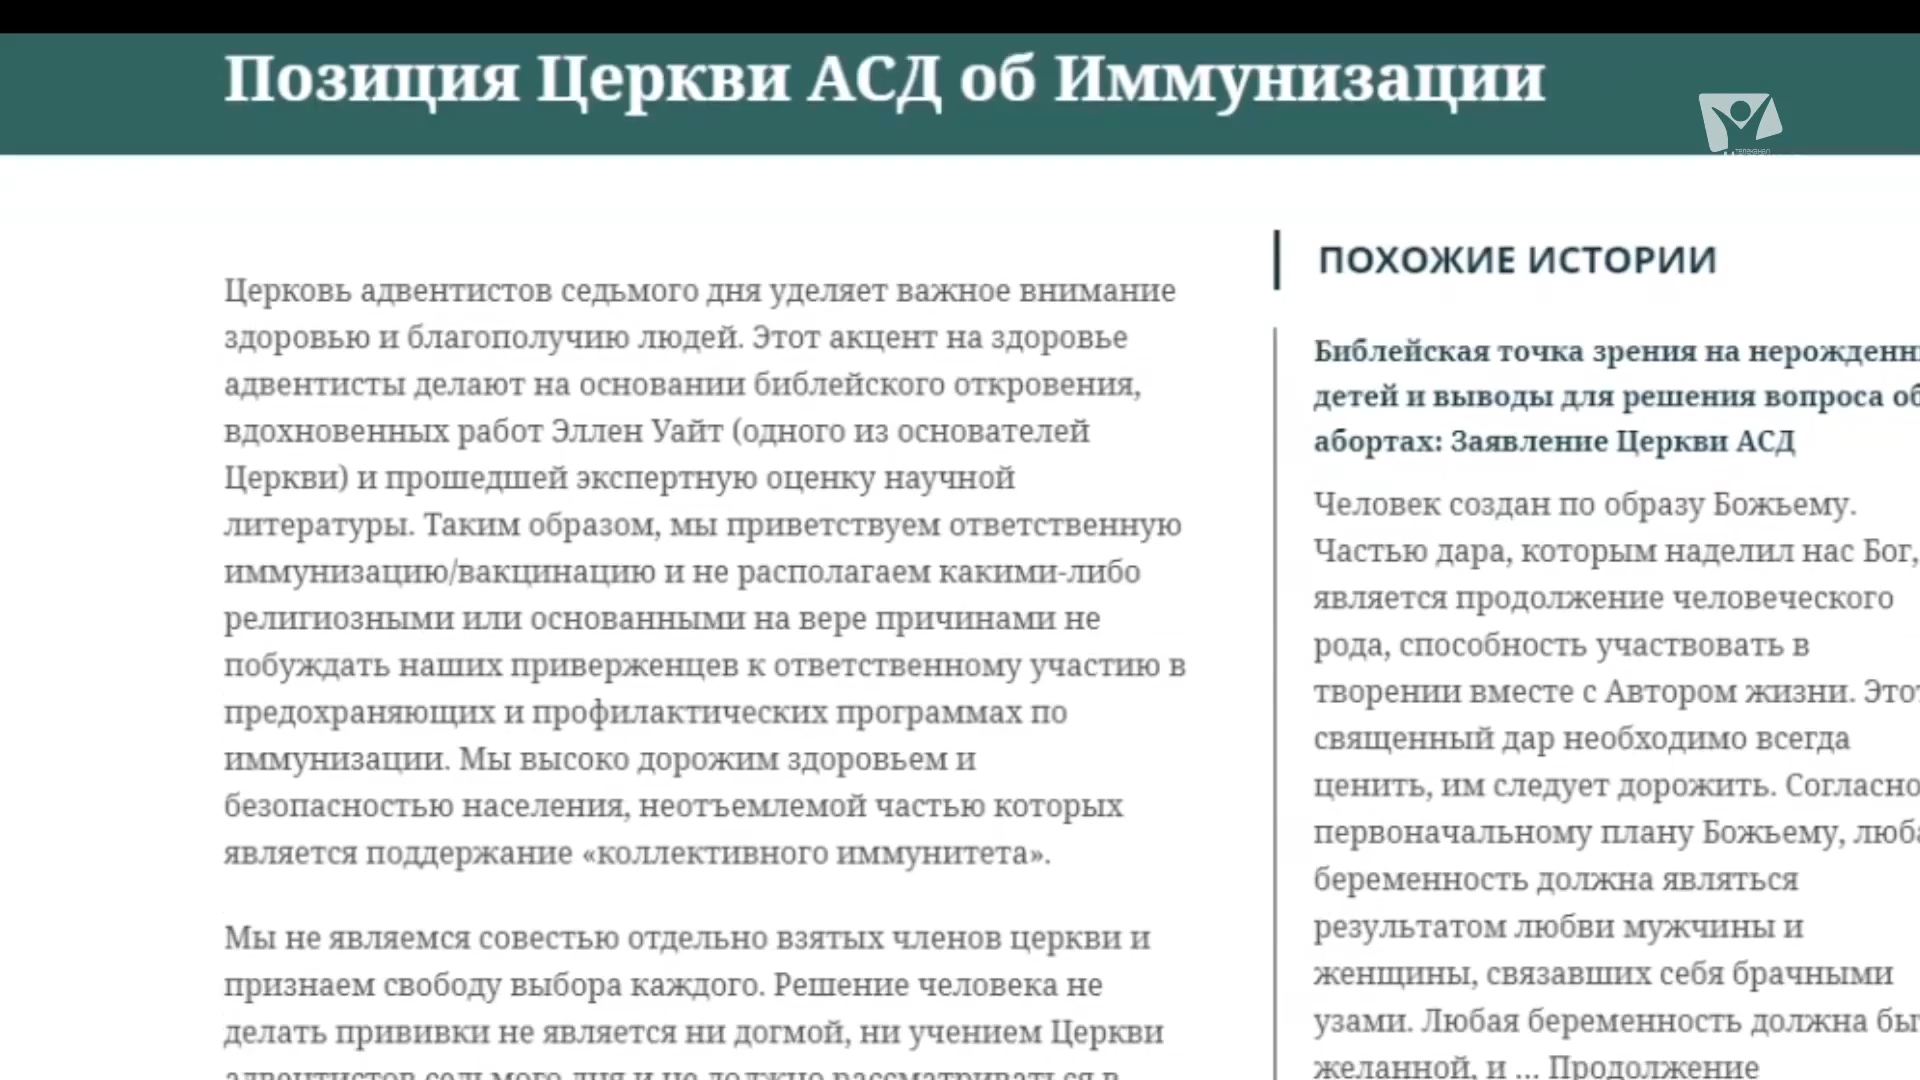 Позиция Церкви АСД об Иммунизации
Церковь адвентистов седьмого дня уделяет важное внимание
здоровью и благополучию людей. Этот акцент на здоровье
адвентисты делают на основании библейского откровения,
вдохновенных работ Эллен Уайт (одного из основателей
Церкви) и прошедшей экспертную оценку научной
литературы. Таким образом, мы приветствуем ответственную
иммунизацию/вакцинацию и не располагаем какими-либо
религиозными или основанными на вере причинами не
побуждать наших приверженцев к ответственному участию в
предохраняющих и профилактических программах по
иммунизации. Мы высоко дорожим здоровьем и
безопасностью населения, неотъемлемой частью которых
является поддержание «коллективного иммунитета».
Мы не являемся совестью отдельно взятых членов церкви и
признаем свободу выбора каждого. Решение человека не
делать прививки не является ни догмой, ни учением Церкви
адвентистов седьмого дня и не должно рассматриваться в
ПОХОЖИЕ ИСТОРИИ
Библейская точка зрения на нерожденн
детей и выводы для решения вопроса об
абортах: Заявление Церкви АСД
Человек создан по образу Божьему.
Частью дара, которым наделил нас Бог,
является продолжение человеческого
рода, способность участвовать в
творении вместе с Автором жизни. Этот
священный дар необходимо всегда
ценить, им следует дорожить. Согласно
первоначальному плану Божьему, люба
беременность должна являться
результатом любви мужчины и
женщины, связавших себя брачными
узами. Любая беременность должна бы
желанной, и ... Продолжение